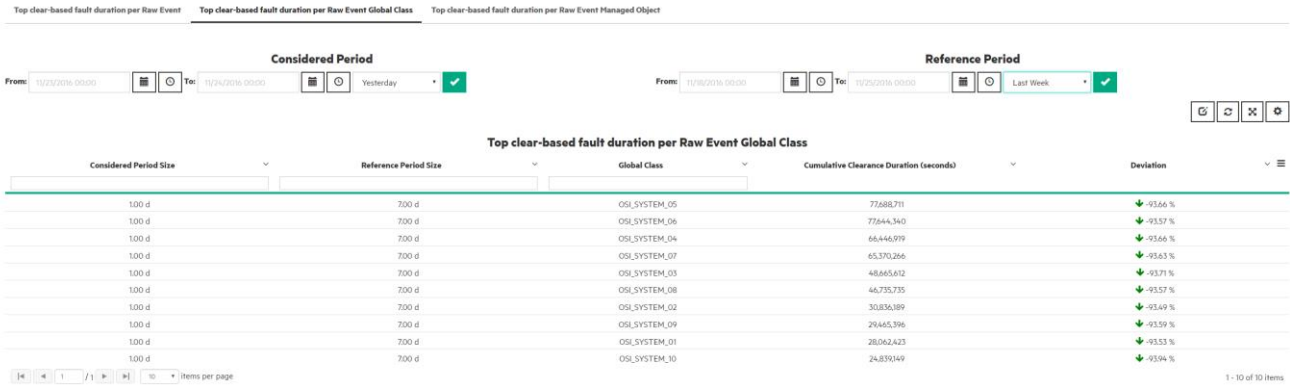 Top clear-based fault duration per Raw Event Top clear-based fault duration per Raw Event Global Class Top clear-based fault duration per Raw Event Managed Object
Considered Period Reference Period
From: 11/23/2016 00:00 To: 11/24/2016 00:00 Yesterday From: 11/18/2016 00:00 To: 11/25/2016 00:00 Last Week
Top clear-based fault duration per Raw Event Global Class
Considered Period Size Reference Period Size Global Class Cumulative Clearance Duration (seconds) Deviation
1.00 d 7.00 d OSI_SYSTEM_05 77,688,711 -93.66 %
1.00 d 7.00 d OSI_SYSTEM_06 77,644,340 -93.57 %
1.00 d 7.00 d OSI_SYSTEM_04 66,446,919 -93.66 %
1.00 d 7.00 d OSI_SYSTEM_07 65,370,266 -93.63 %
1.00 d 7.00 d OSI_SYSTEM_03 48,665,612 -93.71 %
1.00 d 7.00 d OSI_SYSTEM_08 46,735,735 -93.57 %
1.00 d 7.00 d OSI_SYSTEM_02 30,836,189 -93.49 %
1.00 d 7.00 d OSI_SYSTEM_09 29,465,396 -93.59 %
1.00 d 7.00 d OSI_SYSTEM_01 28,062,423 -93.53 %
1.00 d 7.00 d OSI_SYSTEM_10 24,839,149 -93.94 %
1 / 1 10 items per page 1 - 10 of 10 items